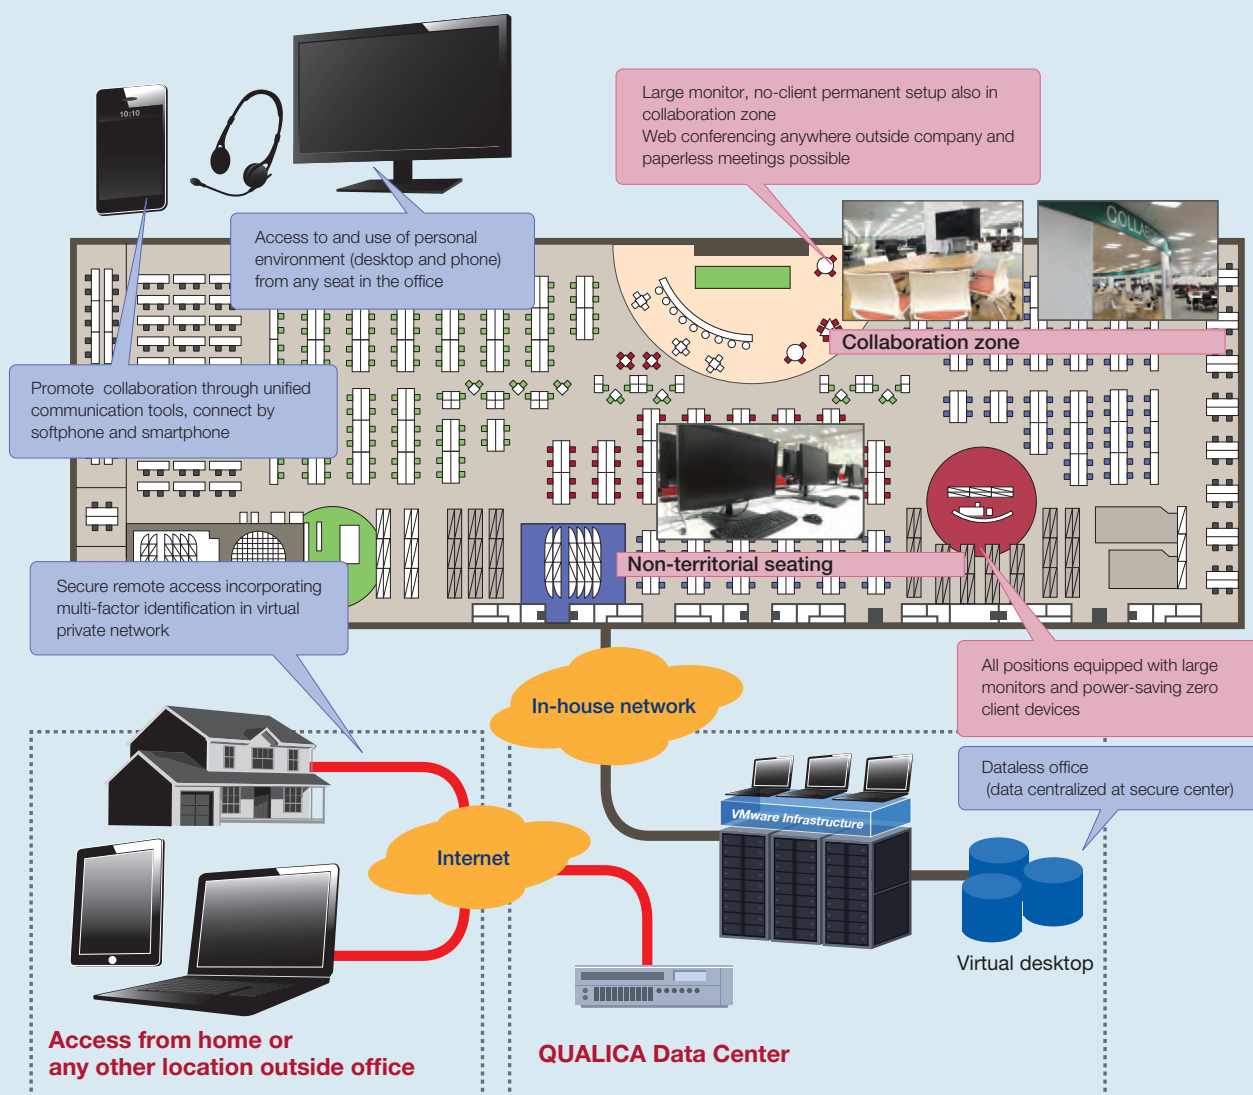 10:10
Large monitor, no-client permanent setup also in
collaboration zone
Web conferencing anywhere outside company and
paperless meetings possible
Access to and use of personal
environment (desktop and phone)
from any seat in the office
COLLAB
Collaboration zone
Promote collaboration through unified
communication tools, connect by
softphone and smartphone
Non-territorial seating
Secure remote access incorporating
multi-factor identification in virtual
private network
All positions equipped with large
monitors and power-saving zero
client devices
In-house network
Dataless office
(data centralized at secure center)
VMware Infrastructure
Internet
Virtual desktop
Access from home or
any other location outside office
QUALICA Data Center